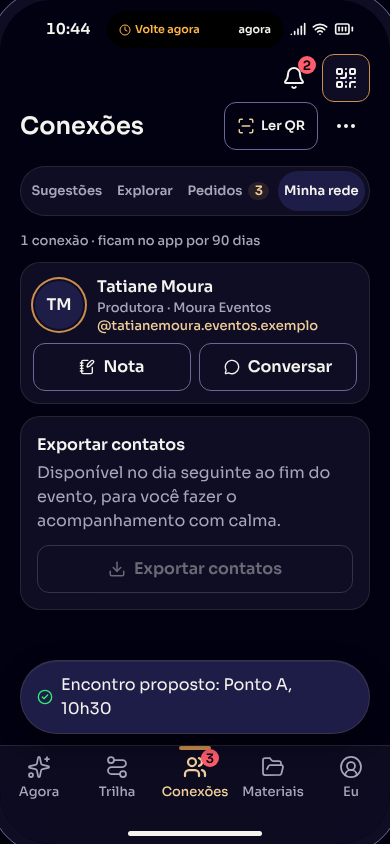 10:44
Volte agora
agora
2
Conexões
Ler QR
Sugestões
Explorar
Pedidos 3
Minha rede
1 conexão · ficam no app por 90 dias
TM
Tatiane Moura
Produtora · Moura Eventos
@tatianemoura.eventos.exemplo
Nota
Conversar
Exportar contatos
Disponível no dia seguinte ao fim do
evento, para você fazer o
acompanhamento com calma.
Exportar contatos
Encontro proposto: Ponto A,
10h30
3
Agora
Trilha
Conexões
Materiais
Eu